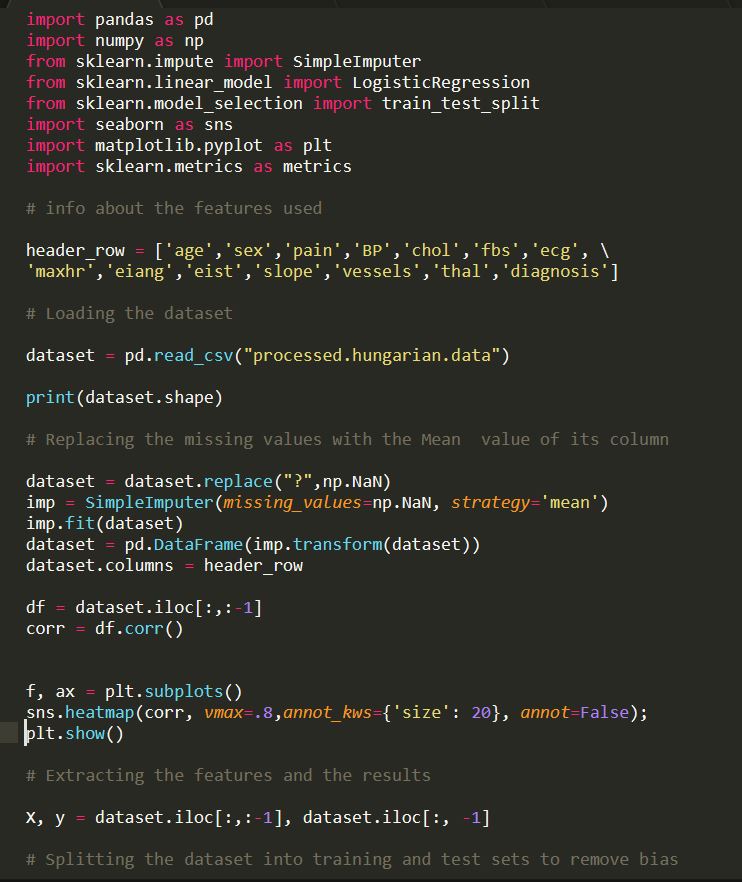 import pandas as pd
import numpy as np
from sklearn.impute import SimpleImputer
from sklearn.linear_model import LogisticRegression
from sklearn.model_selection import train_test_split
import seaborn as sns
import matplotlib.pyplot as plt
import sklearn.metrics as metrics
# info about the features used
header_row = ['age','sex','pain','BP','chol','fbs','ecg', \
'maxhr','eiang','eist','slope','vessels','thal','diagnosis']
# Loading the dataset
dataset = pd.read_csv("processed.hungarian.data")
print(dataset.shape)
# Replacing the missing values with the Mean  value of its column
dataset = dataset.replace("?",np.NaN)
imp = SimpleImputer(missing_values=np.NaN, strategy='mean')
imp.fit(dataset)
dataset = pd.DataFrame(imp.transform(dataset))
dataset.columns = header_row
df = dataset.iloc[:,:-1]
corr = df.corr()
f, ax = plt.subplots()
sns.heatmap(corr, vmax=.8,annot_kws={'size': 20}, annot=False);
plt.show()
# Extracting the features and the results
X, y = dataset.iloc[:,:-1], dataset.iloc[:, -1]
# Splitting the dataset into training and test sets to remove bias